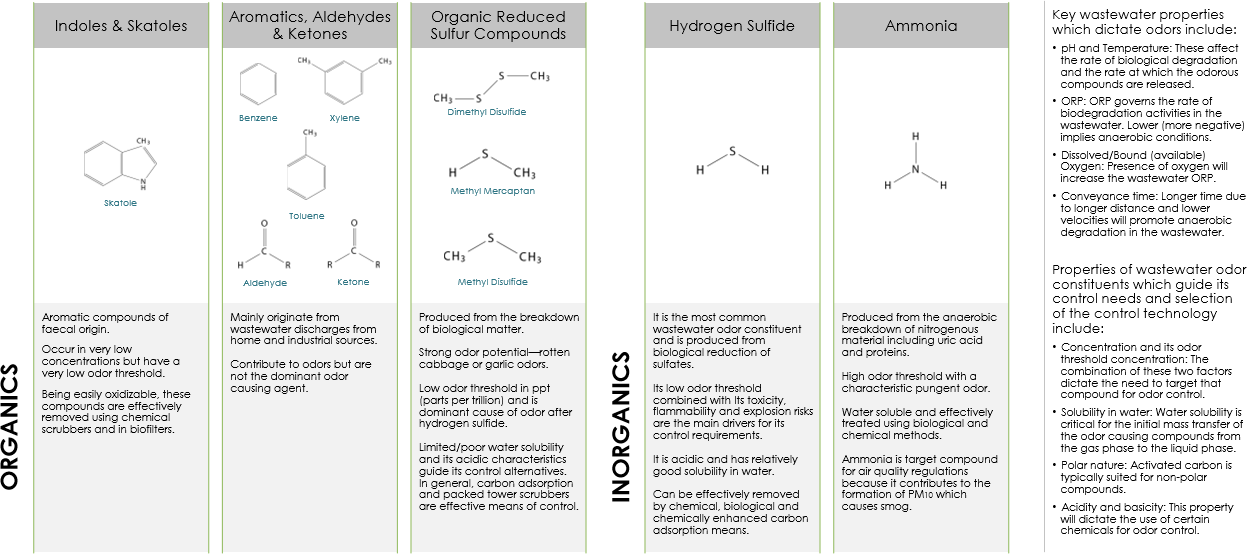 ORGANICS
Indoles & Skatoles
CH3
N
H
Skatole
Aromatic compounds of
faecal origin.
Occur in very low
concentrations but have a
very low odor threshold.
Being easily oxidizable, these
compounds are effectively
removed using chemical
scrubbers and in biofilters.
Aromatics, Aldehydes
& Ketones
CH3 CH3
Benzene Xylene
CH3
Toluene
O O
C C
H R R R
Aldehyde Ketone
Mainly originate from
wastewater discharges from
home and industrial sources.
Contribute to odors but are
not the dominant odor
causing agent.
Organic Reduced
Sulfur Compounds
S CH3
CH3 S
Dimethyl Disulfide
S
H CH3
Methyl Mercaptan
S
CH3 CH3
Methyl Disulfide
Produced from the breakdown
of biological matter.
Strong odor potential—rotten
cabbage or garlic odors.
Low odor threshold in ppt
(parts per trillion) and is
dominant cause of odor after
hydrogen sulfide.
Limited/poor water solubility
and its acidic characteristics
guide its control alternatives.
In general, carbon adsorption
and packed tower scrubbers
are effective means of control.
INORGANICS
Hydrogen Sulfide
S
H H
It is the most common
wastewater odor constituent
and is produced from
biological reduction of
sulfates.
Its low odor threshold
combined with its toxicity,
flammability and explosion risks
are the main drivers for its
control requirements.
It is acidic and has relatively
good solubility in water.
Can be effectively removed
by chemical, biological and
chemically enhanced carbon
adsorption means.
Ammonia
H
N
H H
Produced from the anaerobic
breakdown of nitrogenous
material including uric acid
and proteins.
High odor threshold with a
characteristic pungent odor.
Water soluble and effectively
treated using biological and
chemical methods.
Ammonia is target compound
for air quality regulations
because it contributes to the
formation of PM10 which
causes smog.
Key wastewater properties
which dictate odors include:
• pH and Temperature: These affect
the rate of biological degradation
and the rate at which the odorous
compounds are released.
• ORP: ORP governs the rate of
biodegradation activities in the
wastewater. Lower (more negative)
implies anaerobic conditions.
• Dissolved/Bound (available)
Oxygen: Presence of oxygen will
increase the wastewater ORP.
• Conveyance time: Longer time due
to longer distance and lower
velocities will promote anaerobic
degradation in the wastewater.
Properties of wastewater odor
constituents which guide its
control needs and selection
of the control technology
include:
• Concentration and its odor
threshold concentration: The
combination of these two factors
dictate the need to target that
compound for odor control.
• Solubility in water: Water solubility is
critical for the initial mass transfer of
the odor causing compounds from
the gas phase to the liquid phase.
• Polar nature: Activated carbon is
typically suited for non-polar
compounds.
• Acidity and basicity: This property
will dictate the use of certain
chemicals for odor control.